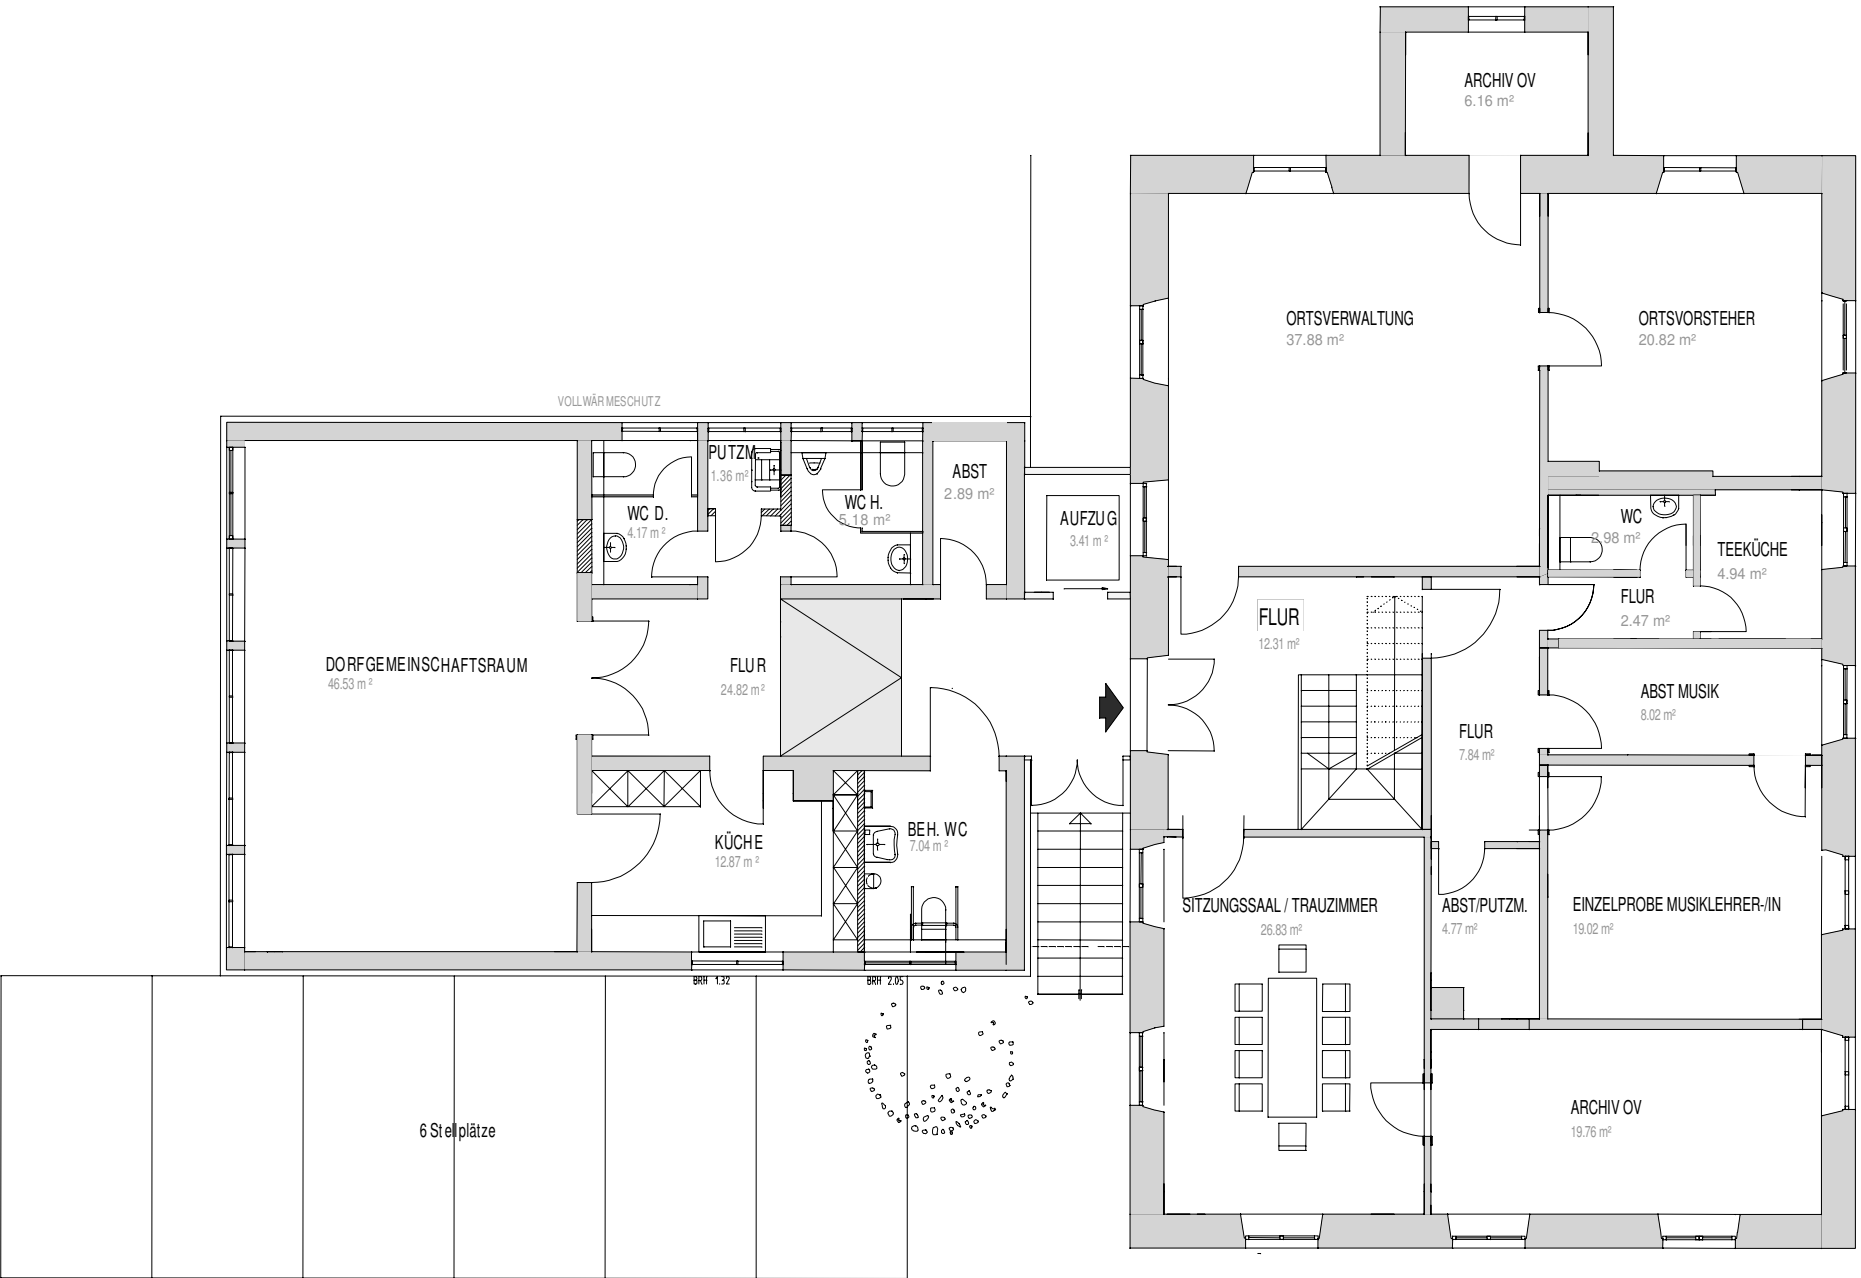 ARCHIV OV
6.16 m²
ORTSVERWALTUNG
37.88 m²
ORTSVORSTEHER
20.82 m²
VOLLWÄRMESCHUTZ
PUTZM.
1.36 m²
WC D.
4.17 m²
WC H.
5.18 m²
ABST
2.89 m²
AUFZUG
3.41 m²
WC
2.98 m²
TEEKÜCHE
4.94 m²
FLUR
2.47 m²
FLUR
12.31 m²
DORFGEMEINSCHAFTSRAUM
46.53 m²
FLUR
24.82 m²
ABST MUSIK
8.02 m²
FLUR
7.84 m²
KÜCHE
12.87 m²
BEH. WC
7.04 m²
SITZUNGSSAAL / TRAUZIMMER
26.83 m²
ABST/PUTZM.
4.77 m²
EINZELPROBE MUSIKLEHRER-/IN
19.02 m²
BRH 1.32
BRH 2.05
ARCHIV OV
19.76 m²
6 Stellplätze